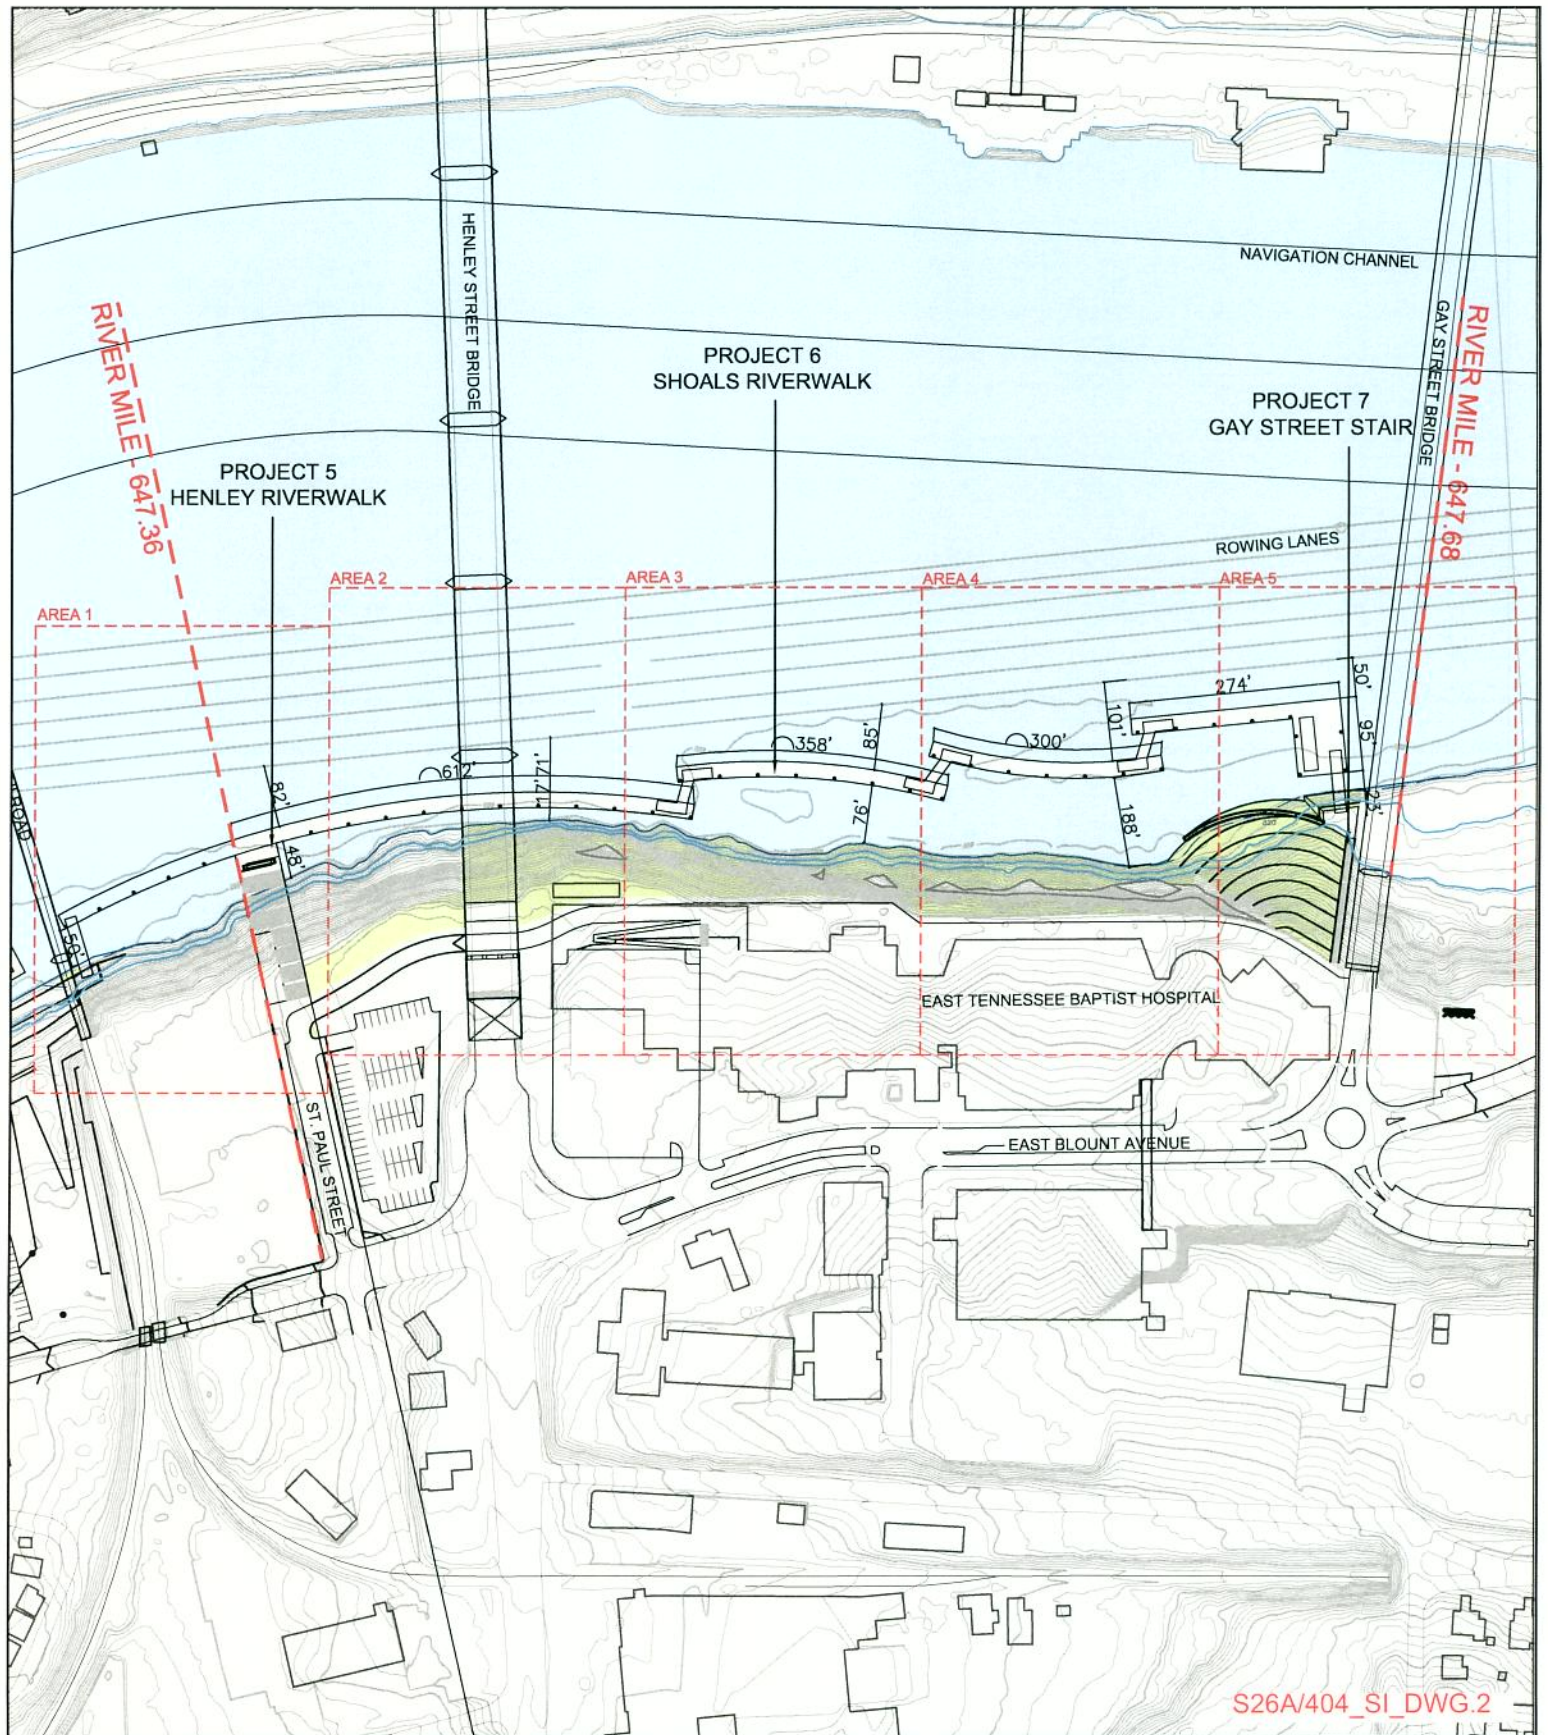 HENLEY STREET BRIDGE
NAVIGATION CHANNEL
GAY STREET BRIDGE
RIVER MILE - 647.36
RIVER MILE - 647.68
PROJECT 6
SHOALS RIVERWALK
PROJECT 7
GAY STREET STAIR
PROJECT 5
HENLEY RIVERWALK
ROWING LANES
AREA 1
AREA 2
AREA 3
AREA 4
AREA 5
274'
50'
101'
95'
85'
358'
300'
612'
71'
17'
82'
48'
76'
188'
23'
ROAD
50'
EAST TENNESSEE BAPTIST HOSPITAL
ST. PAUL STREET
EAST BLOUNT AVENUE
S26A/404_SI_DWG.2